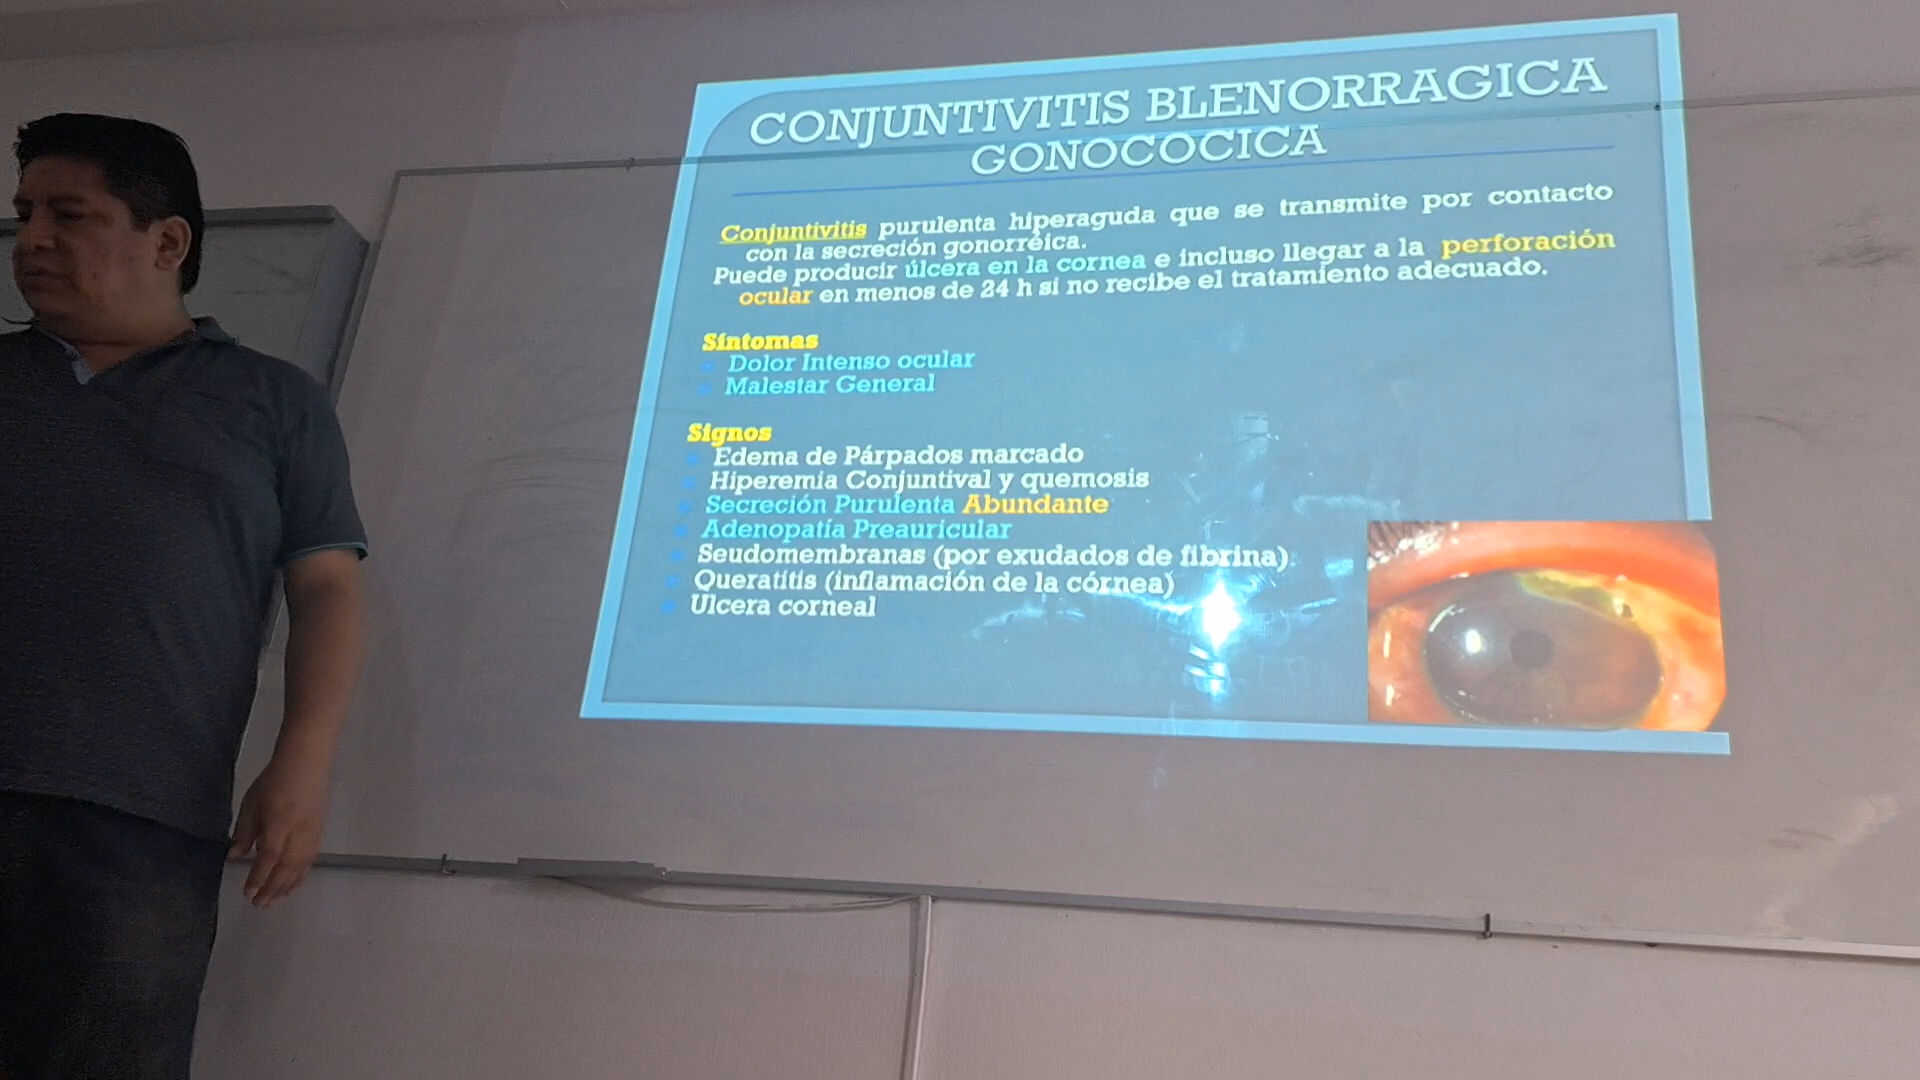 CONJUNTIVITIS BLENORRAGICA
GONOCOCICA
Conjuntivitis purulenta hiperaguda que se transmite por contacto
con la secreción gonorréica.
Puede producir úlcera en la cornea e incluso llegar a la perforación
ocular en menos de 24 h si no recibe el tratamiento adecuado.
Síntomas
Dolor Intenso ocular
Malestar General
Signos
Edema de Párpados marcado
Hiperemia Conjuntival y quemosis
Secreción Purulenta Abundante
Adenopatía Preauricular
Seudomembranas (por exudados de fibrina)
Queratitis (inflamación de la córnea)
Ulcera corneal